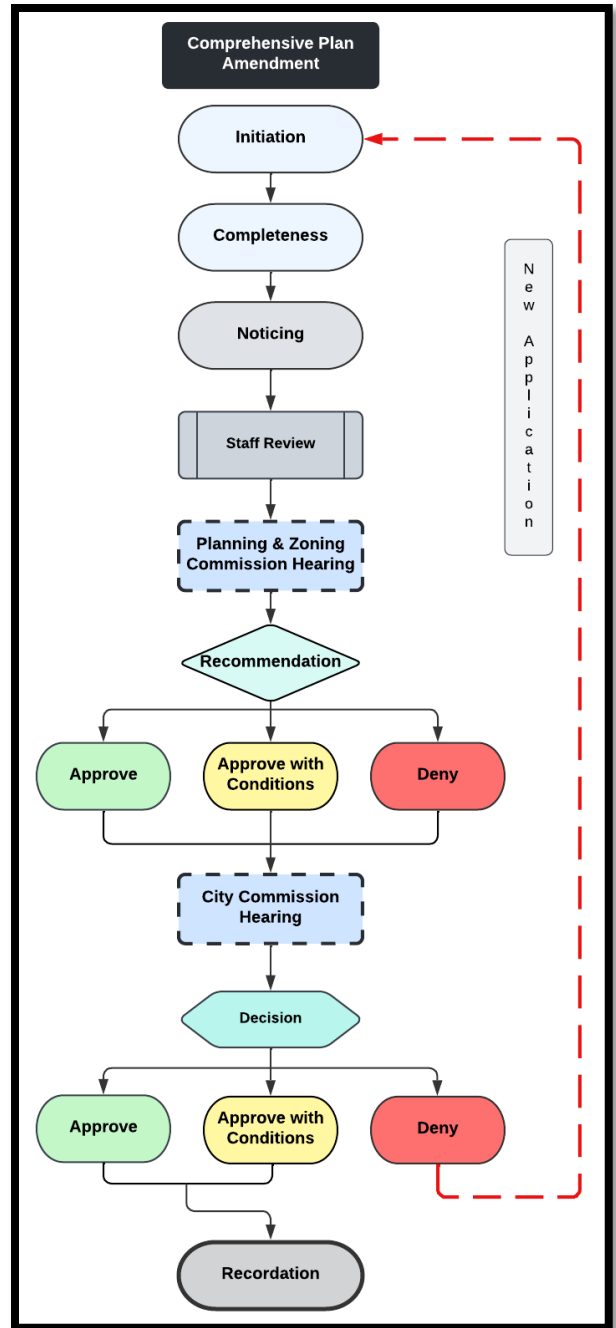 Comprehensive Plan
Amendment
Initiation
Completeness
Noticing
New Application
Staff Review
Planning & Zoning
Commission Hearing
Recommendation
Approve
Approve with
Conditions
Deny
City Commission
Hearing
Decision
Approve
Approve with
Conditions
Deny
Recordation